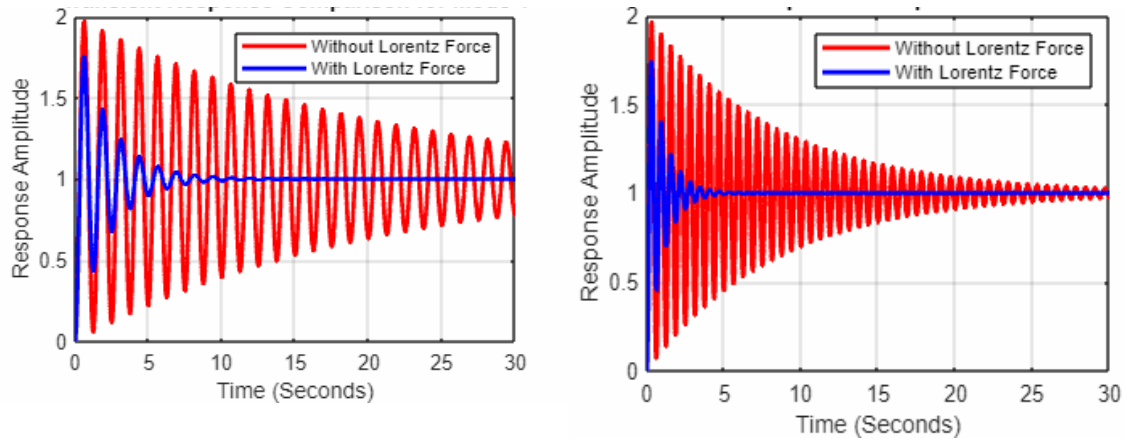 2
1.5
1
0.5
0
Response Amplitude
Without Lorentz Force
With Lorentz Force
0 5 10 15 20 25 30
Time (Seconds)
2
1.5
1
0.5
0
Response Amplitude
Without Lorentz Force
With Lorentz Force
0 5 10 15 20 25 30
Time (Seconds)